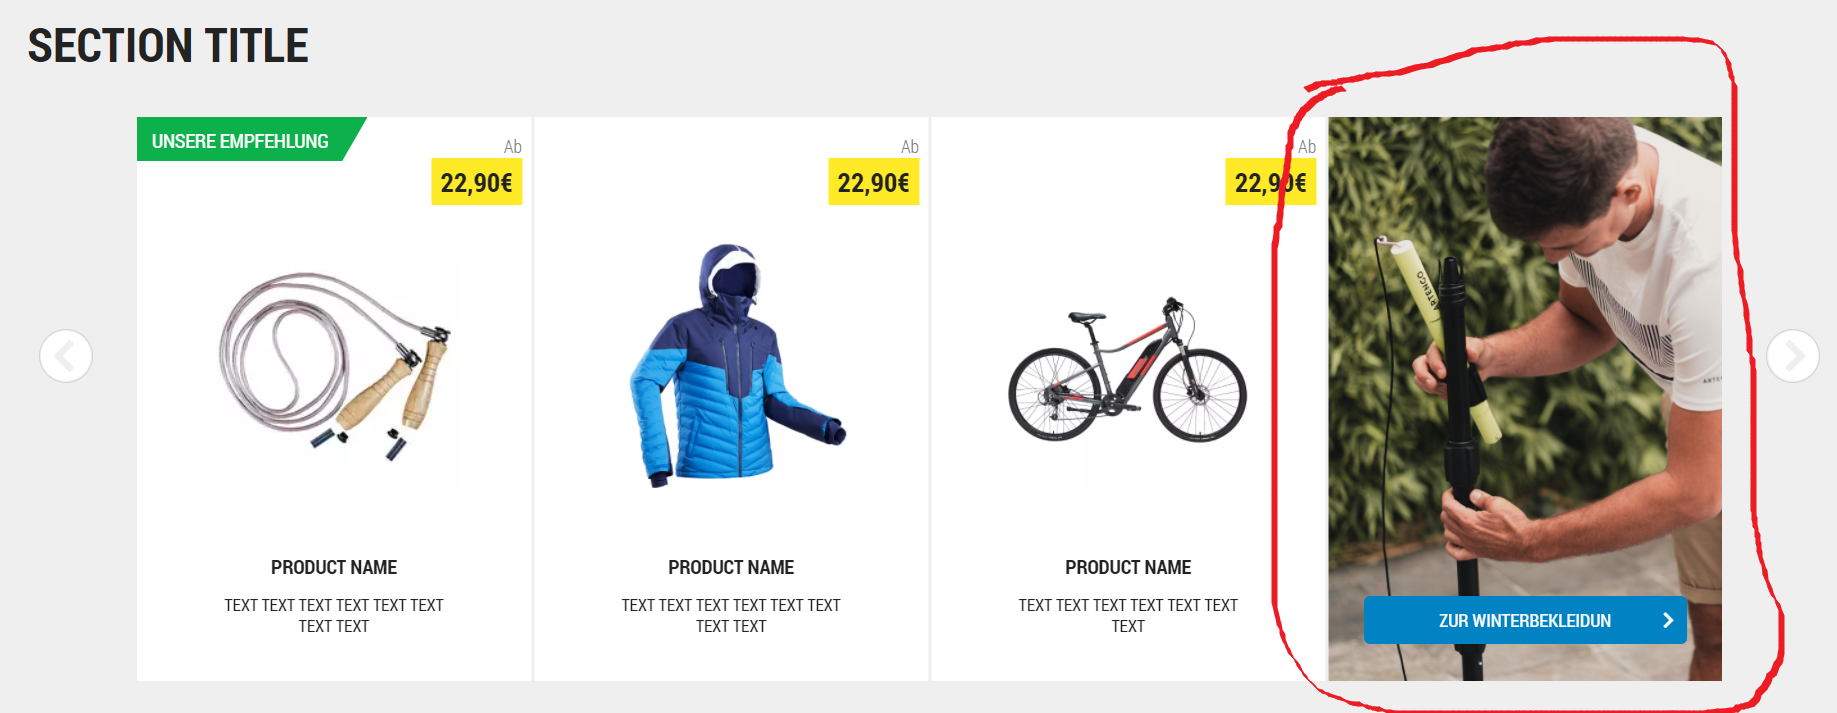 SECTION TITLE
UNSERE EMPFEHLUNG
Ab
22,90€
PRODUCT NAME
TEXT TEXT TEXT TEXT TEXT TEXT
TEXT TEXT
Ab
22,90€
PRODUCT NAME
TEXT TEXT TEXT TEXT TEXT TEXT
TEXT TEXT
Ab
22,90€
PRODUCT NAME
TEXT TEXT TEXT TEXT TEXT TEXT
TEXT
ARTENGO
ZUR WINTERBEKLEIDUN